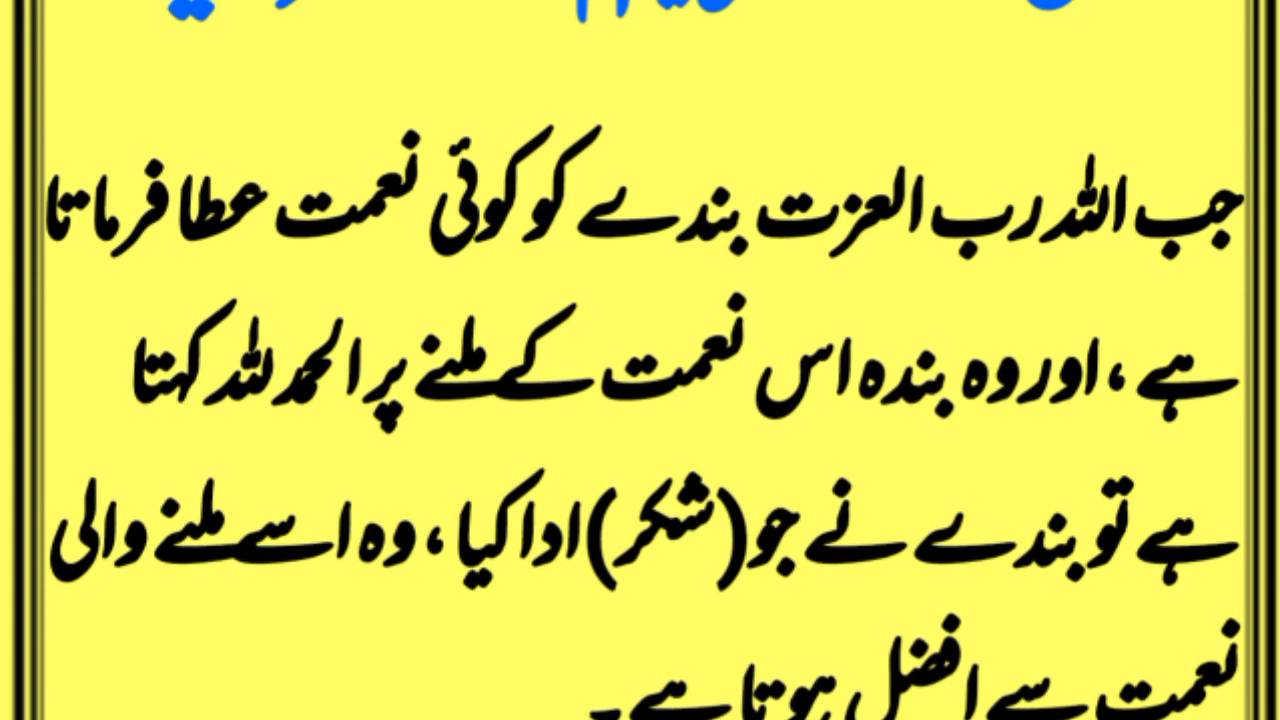 جب اللہ رب العزت بندے کو کوئی نعمت عطا فرماتا
ہے ، اور وہ بندہ اس نعمت کے ملنے پر الحمد للہ کہتا
ہے تو بندے نے جو (شکر) ادا کیا ، وہ اسے ملنے والی
نعمت سے افضل ہوتا ہے ۔